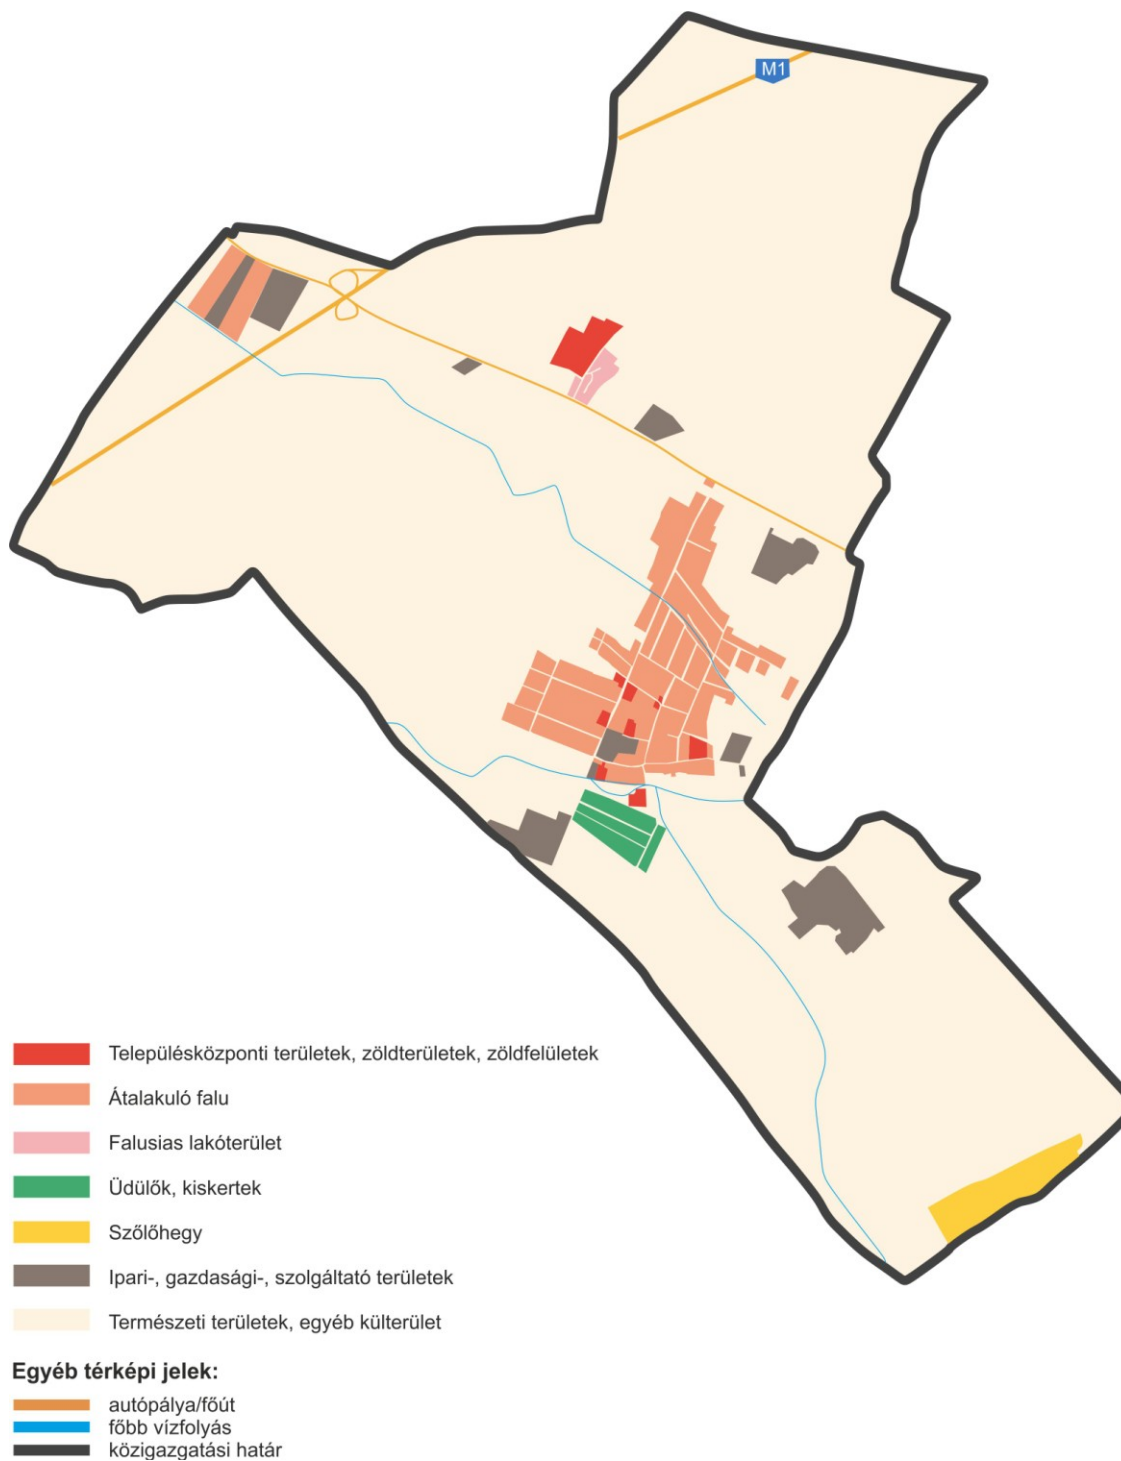 M1
Településközponti területek, zöldterületek, zöldfelületek
Átalakuló falu
Falusias lakóterület
Üdülők, kiskertek
Szőlőhegy
Ipari-, gazdasági-, szolgáltató területek
Természeti területek, egyéb külterület
Egyéb térképi jelek:
autópálya/főút
főbb vízfolyás
közigazgatási határ